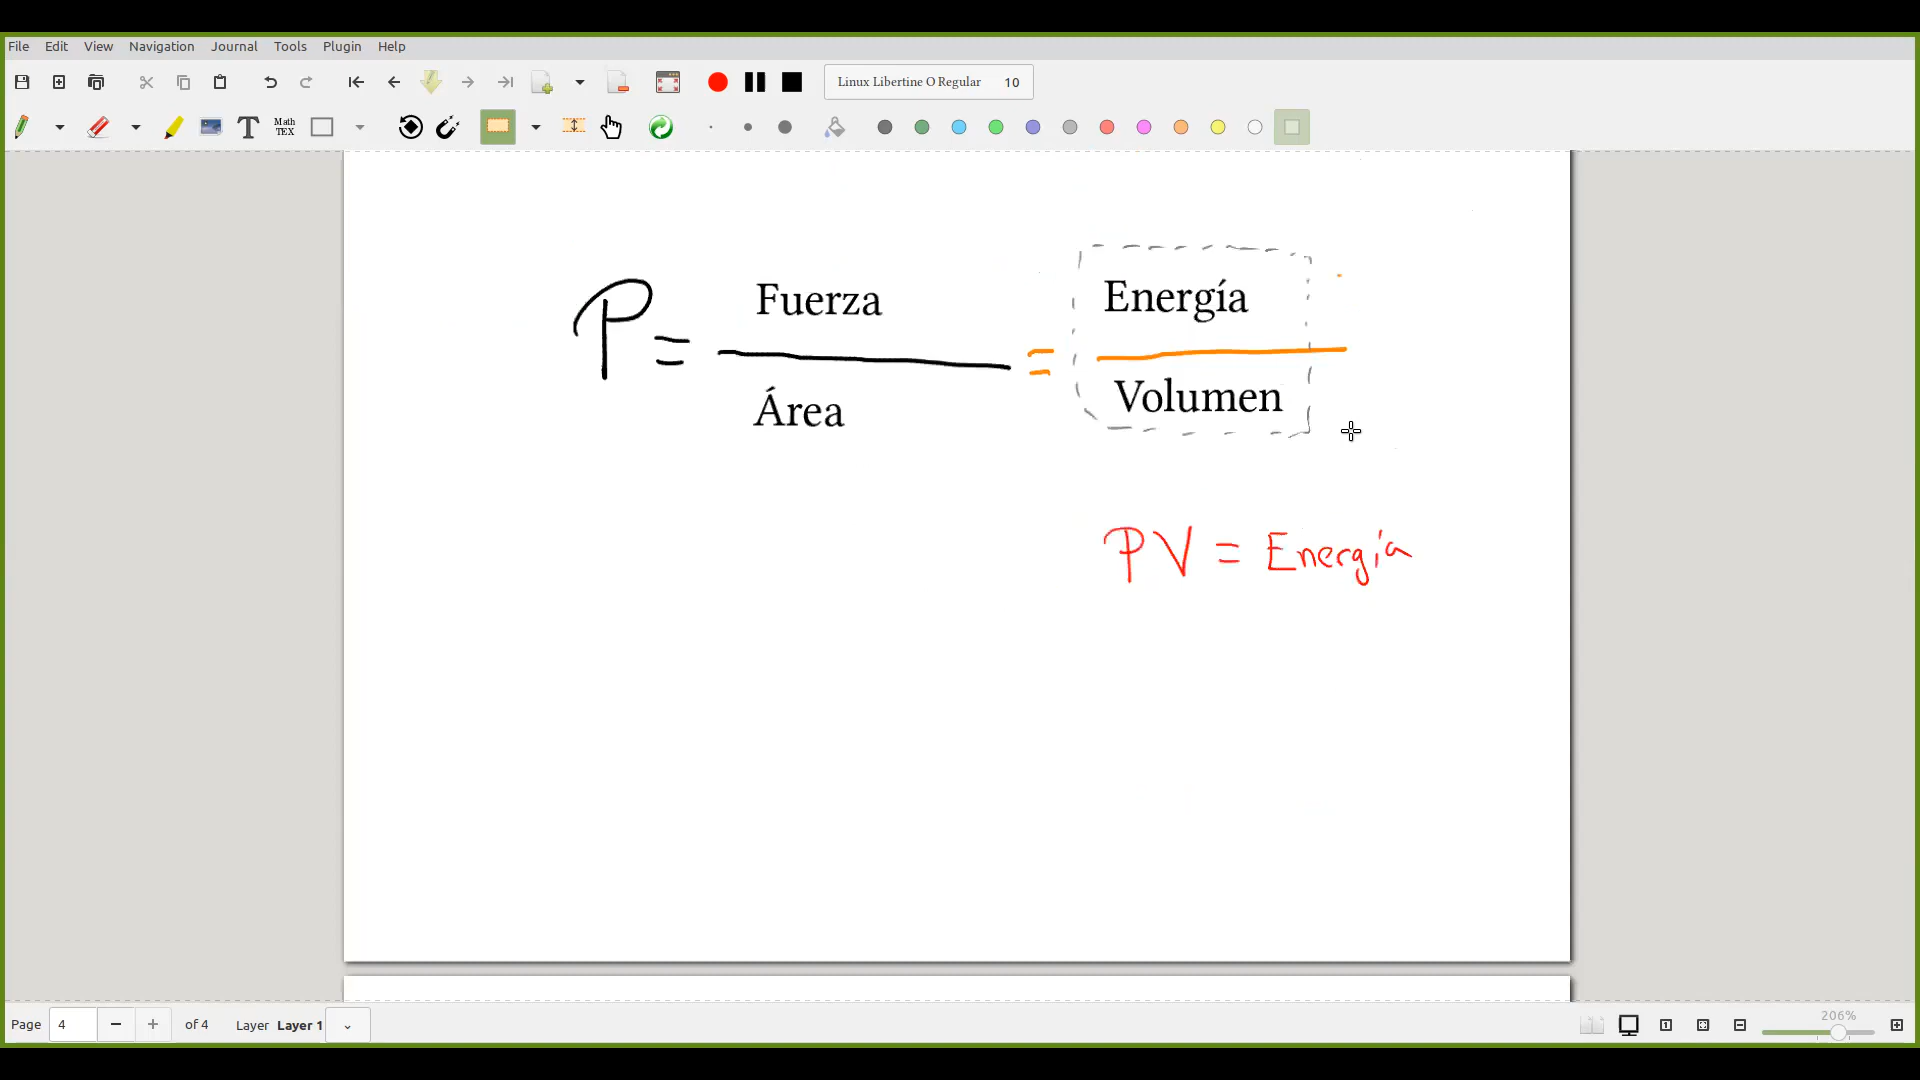 File Edit View Navigation Journal Tools Plugin Help
Linux Libertine O Regular 10
Math
TEX
P = Fuerza = Energía
Área Volumen
PV = Energía
Page 4 of 4 Layer Layer 1 206%